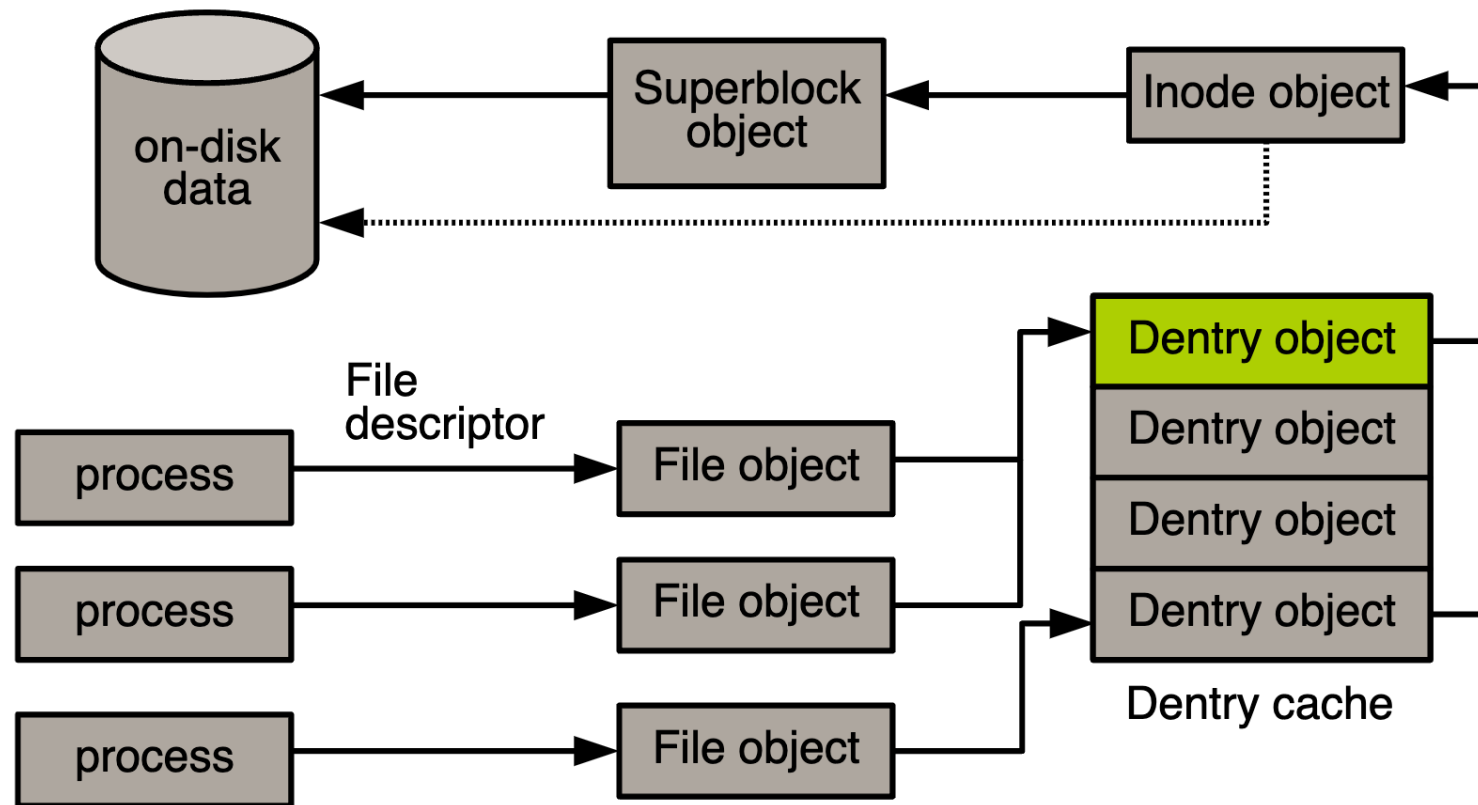 on-disk
data
Superblock
object
Inode object
File
descriptor
process
File object
process
File object
process
File object
Dentry object
Dentry object
Dentry object
Dentry object
Dentry cache